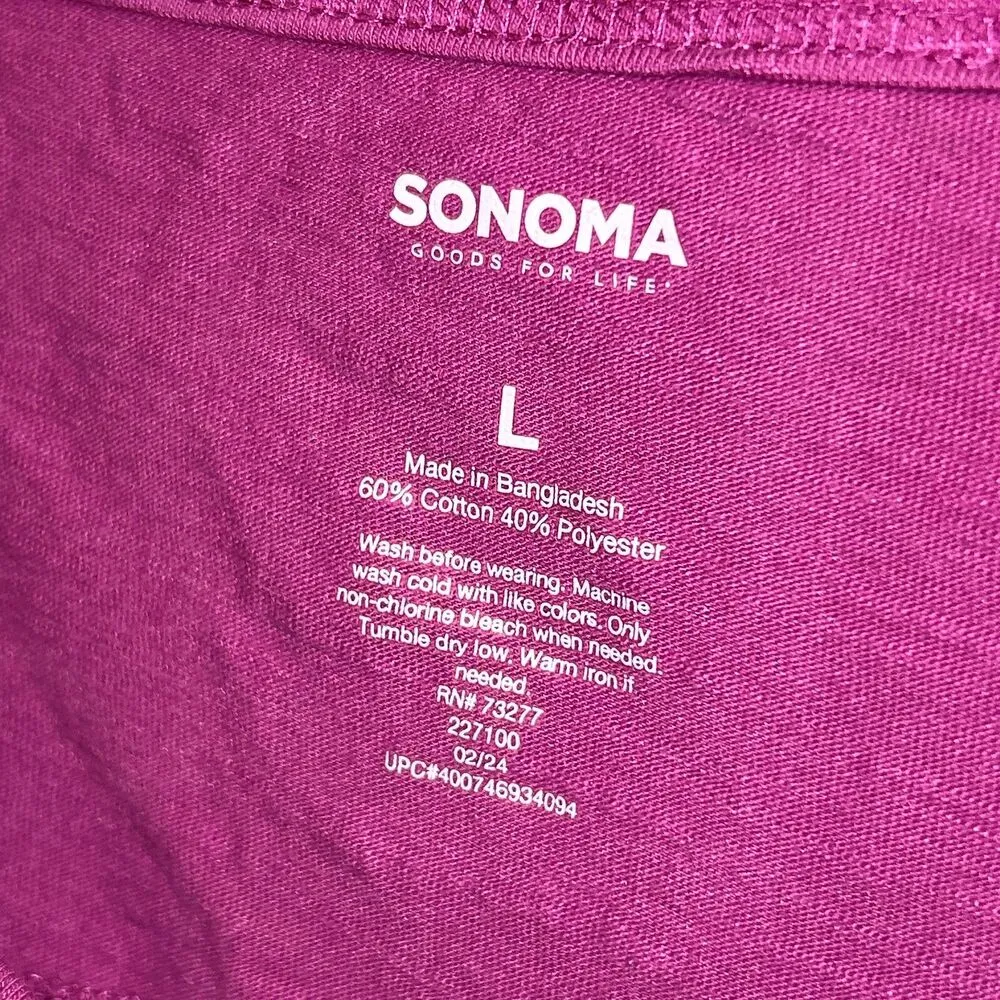 SONOMA
GOODS FOR LIFE
L
Made in Bangladesh
60% Cotton 40% Polyester
Wash before wearing. Machine
wash cold with like colors. Only
non-chlorine bleach when needed.
Tumble dry low. Warm iron if
needed.
RN# 73277
227100
02/24
UPC#400746934094